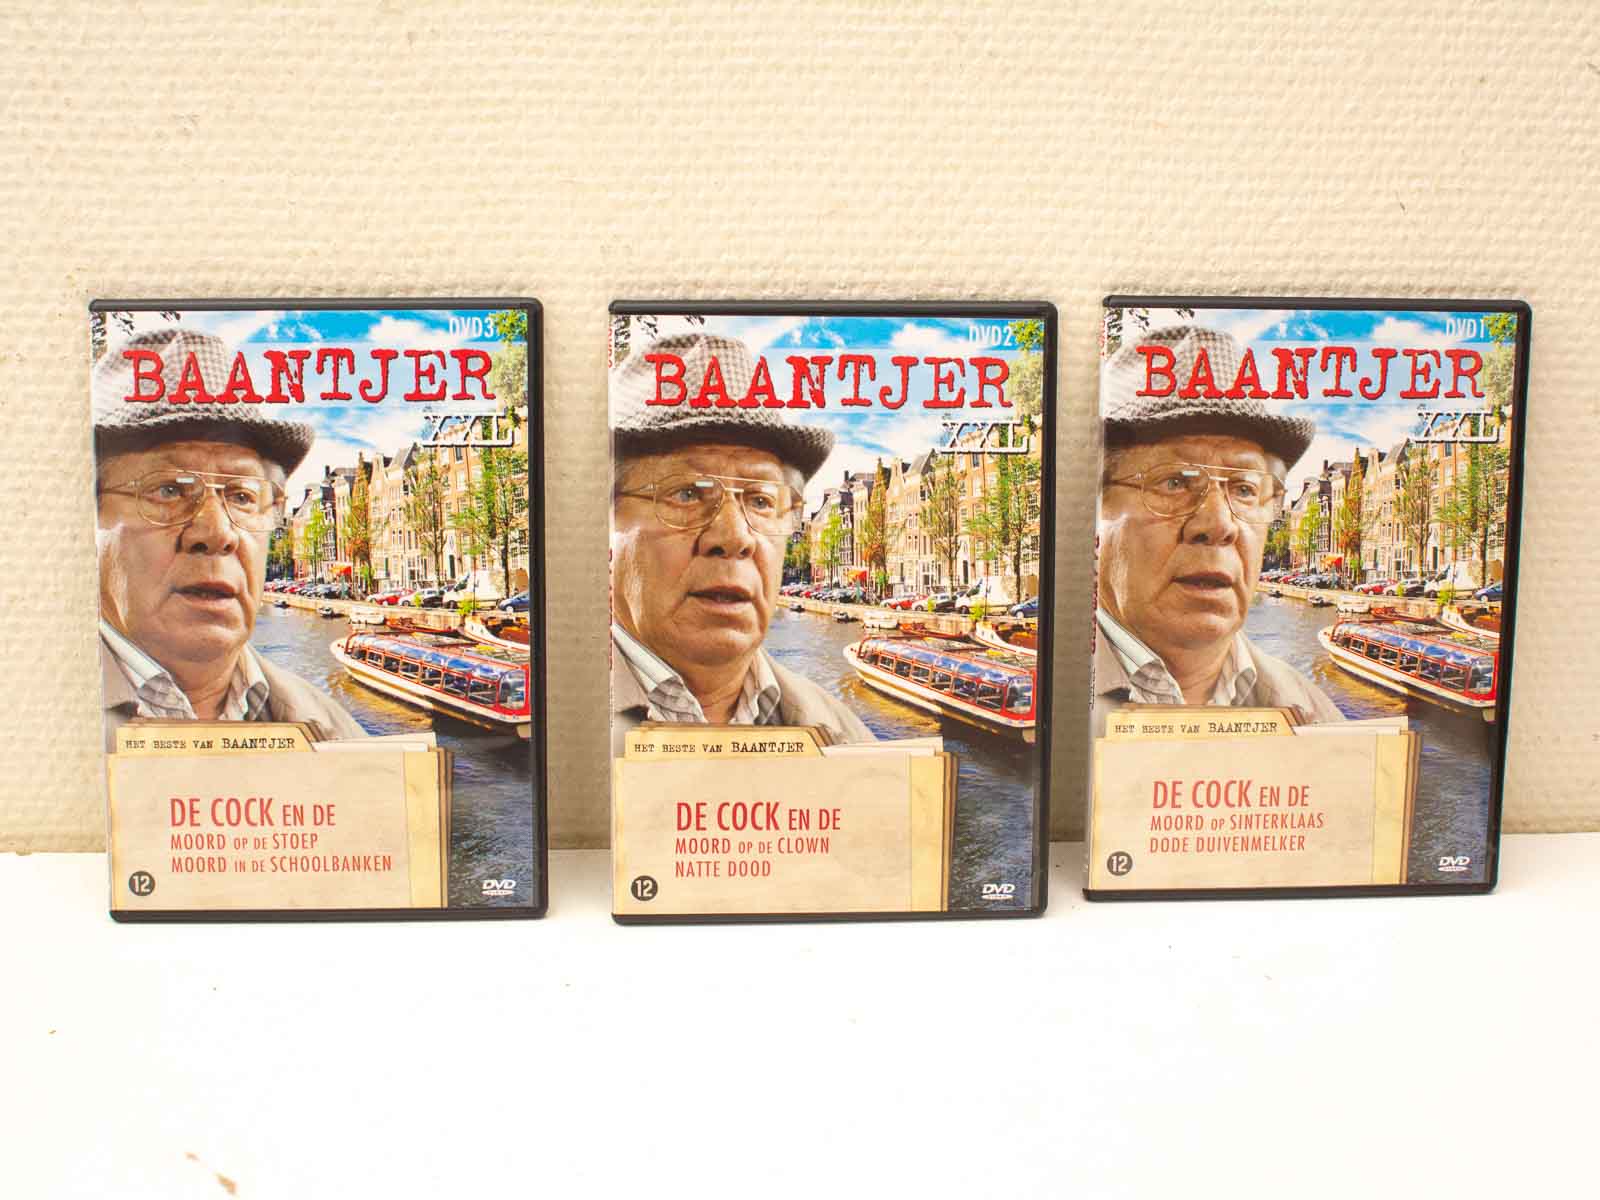 DVD3
BAANTJER
XXL
HET BESTE VAN BAANTJER
DE COCK EN DE
MOORD OP DE STOEP
MOORD IN DE SCHOOLBANKEN
12
DVD
DVD2
BAANTJER
XXL
HET BESTE VAN BAANTJER
DE COCK EN DE
MOORD OP DE CLOWN
NATTE DOOD
12
DVD
DVD1
BAANTJER
XXL
HET BESTE VAN BAANTJER
DE COCK EN DE
MOORD OP SINTERKLAAS
DODE DUIVENMELKER
12
DVD